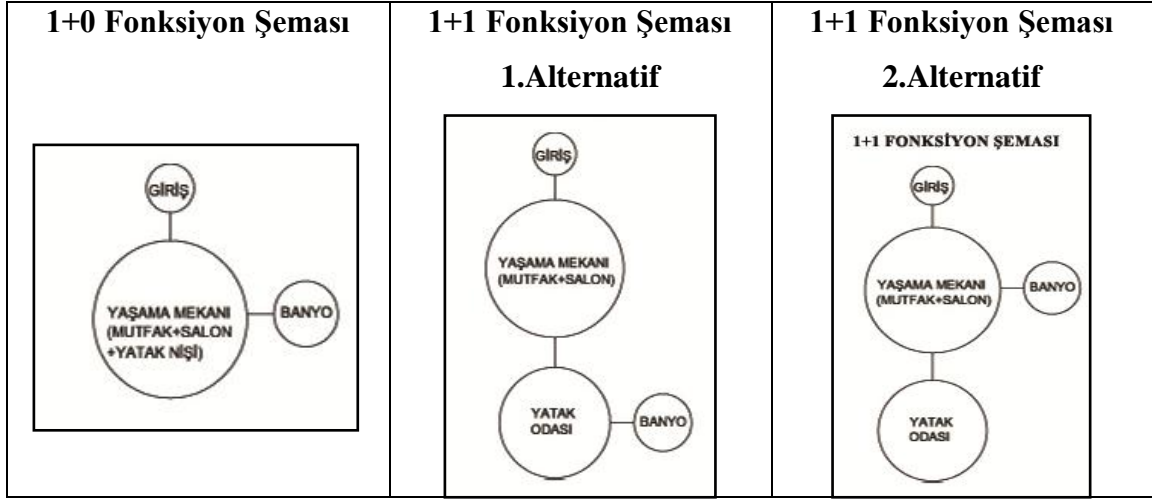 1+0 Fonksiyon Şeması
GİRİŞ
YAŞAMA MEKANI
(MUTFAK+SALON
+YATAK NİŞİ)
BANYO
1+1 Fonksiyon Şeması
1.Alternatif
GİRİŞ
YAŞAMA MEKANI
(MUTFAK+SALON)
YATAK
ODASI
BANYO
1+1 Fonksiyon Şeması
2.Alternatif
1+1 FONKSİYON ŞEMASI
GİRİŞ
YAŞAMA MEKANI
(MUTFAK+SALON)
BANYO
YATAK
ODASI